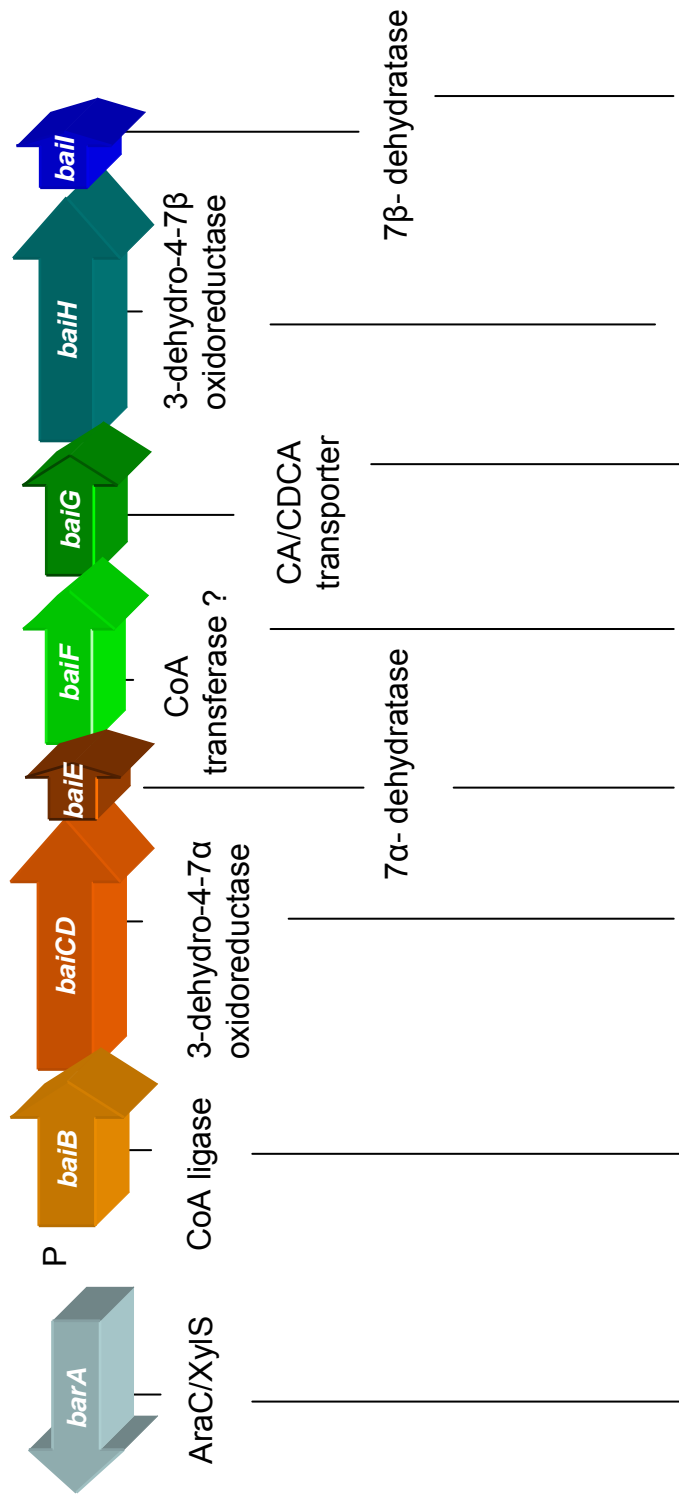 barA
P
baiB
baiCD
baiE
baiF
baiG
baiH
baiI
AraC/XylS
CoA ligase
3-dehydro-4-7α
oxidoreductase
7α- dehydratase
CoA
transferase ?
CA/CDCA
transporter
3-dehydro-4-7β
oxidoreductase
7β- dehydratase